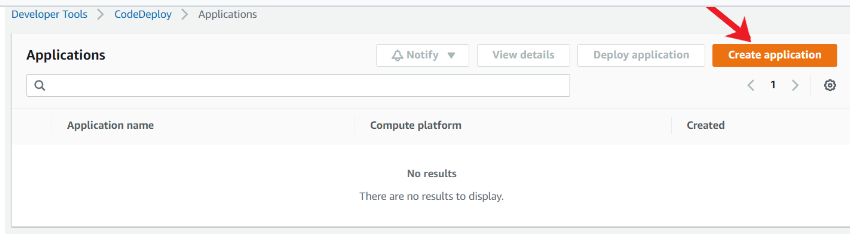 Developer Tools > CodeDeploy > Applications
Applications
Notify ▼ View details Deploy application Create application
< 1 >
Application name Compute platform Created
No results
There are no results to display.